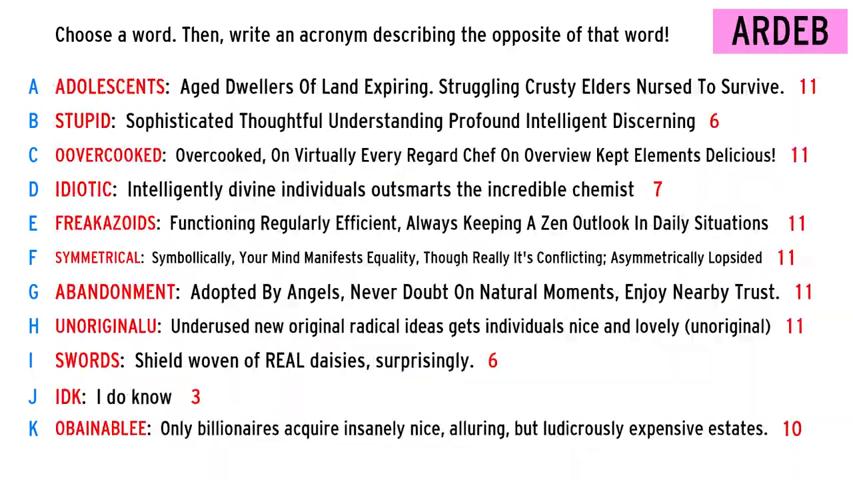 Choose a word. Then, write an acronym describing the opposite of that word! ARDEB
A ADOLESCENTS: Aged Dwellers Of Land Expiring. Struggling Crusty Elders Nursed To Survive. 11
B STUPID: Sophisticated Thoughtful Understanding Profound Intelligent Discerning 6
C OOVERCOOKED: Overcooked, On Virtually Every Regard Chef On Overview Kept Elements Delicious! 11
D IDIOTIC: Intelligently divine individuals outsmarts the incredible chemist 7
E FREAKAZOIDS: Functioning Regularly Efficient, Always Keeping A Zen Outlook In Daily Situations 11
F SYMMETRICAL: Symbollically, Your Mind Manifests Equality, Though Really It's Conflicting; Asymmetrically Lopsided 11
G ABANDONMENT: Adopted By Angels, Never Doubt On Natural Moments, Enjoy Nearby Trust. 11
H UNORIGINALU: Underused new original radical ideas gets individuals nice and lovely (unoriginal) 11
I SWORDS: Shield woven of REAL daisies, surprisingly. 6
J IDK: I do know 3
K OBAINABLEE: Only billionaires acquire insanely nice, alluring, but ludicrously expensive estates. 10